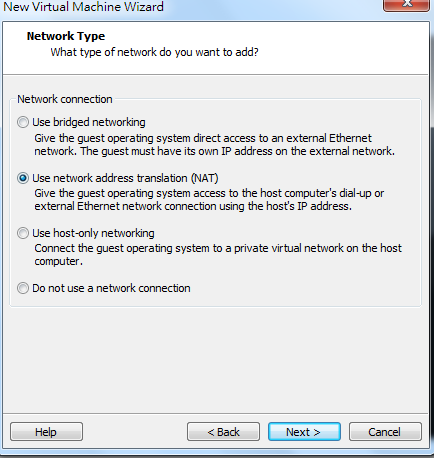 New Virtual Machine Wizard
Network Type
What type of network do you want to add?
Network connection
Use bridged networking
Give the guest operating system direct access to an external Ethernet
network. The guest must have its own IP address on the external network.
Use network address translation (NAT)
Give the guest operating system access to the host computer's dial-up or
external Ethernet network connection using the host's IP address.
Use host-only networking
Connect the guest operating system to a private virtual network on the host
computer.
Do not use a network connection
Help
< Back
Next >
Cancel